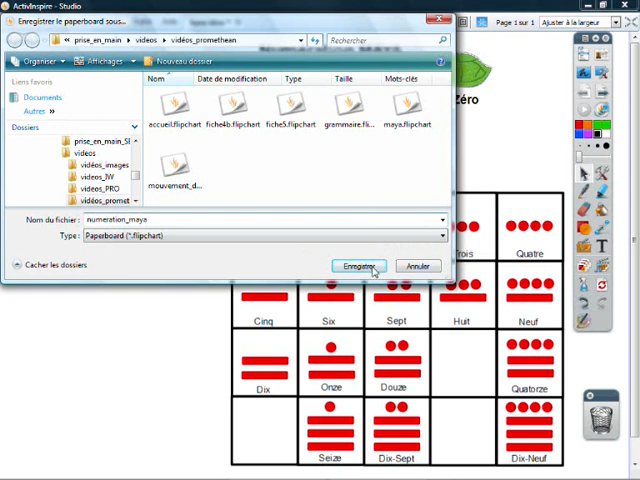 ActivInspire - Studio
Enregistrer le paperboard sous...
« prise_en_main ▸ videos ▸ vidéos_promethean
Rechercher
Page 1 sur 1
Ajuster à la largeur
Organiser
Affichages
Nouveau dossier
Liens favoris
Documents
Autres »
Dossiers
Nom
Date de modification
Type
Taille
Mots-clés
accueil.flipchart
fiche4b.flipchart
fiche5.flipchart
grammaire.fli...
maya.flipchart
mouvement_d...
prise_en_main_SI
videos
vidéos_images
vidéos_IW
vidéos_PRO
vidéos_promet
Nom du fichier :
numeration_maya
Type :
Paperboard (*.flipchart)
Cacher les dossiers
Enregistrer
Annuler
Zéro
Trois
Quatre
Cinq
Six
Sept
Huit
Neuf
Dix
Onze
Douze
Quatorze
Seize
Dix-Sept
Dix-Neuf